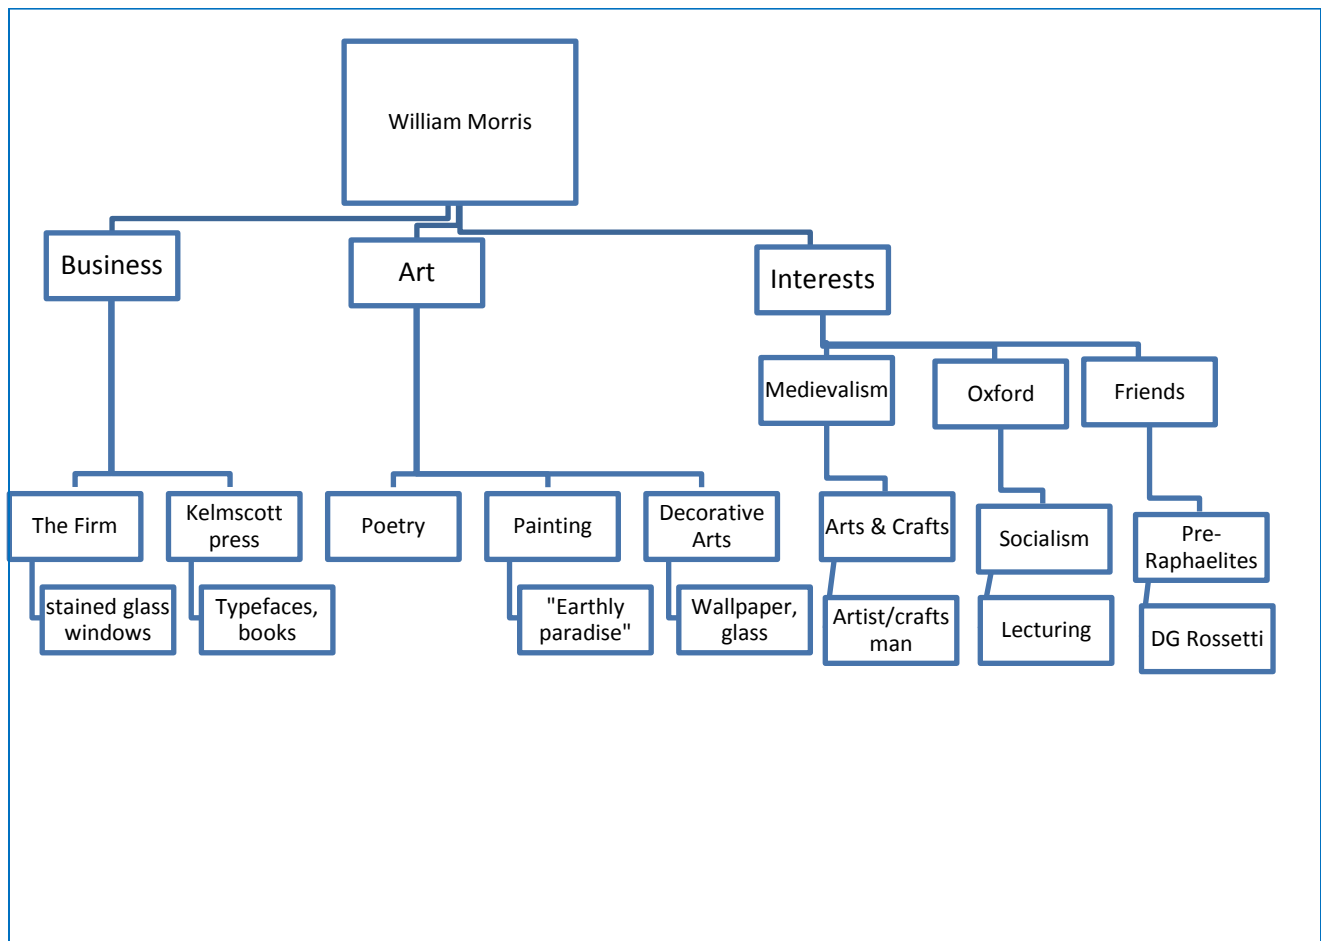 William Morris
Business
Art
Interests
Medievalism
Oxford
Friends
The Firm
Kelmscott
press
Poetry
Painting
Decorative
Arts
Arts & Crafts
Socialism
Pre-
Raphaelites
stained glass
windows
Typefaces,
books
"Earthly
paradise"
Wallpaper,
glass
Artist/crafts
man
Lecturing
DG Rossetti